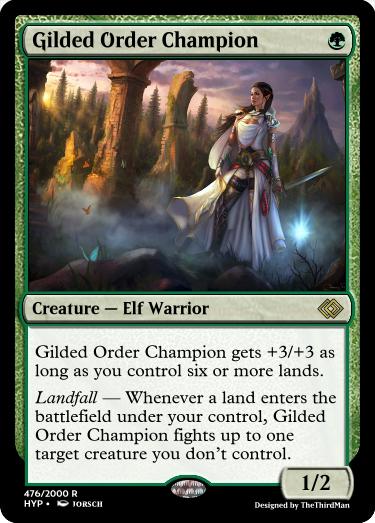 Gilded Order Champion
Creature — Elf Warrior
Gilded Order Champion gets +3/+3 as
long as you control six or more lands.
Landfall — Whenever a land enters the
battlefield under your control, Gilded
Order Champion fights up to one
target creature you don't control.
1/2
476/2000 R
HYP • JORSCH
Designed by TheThirdMan